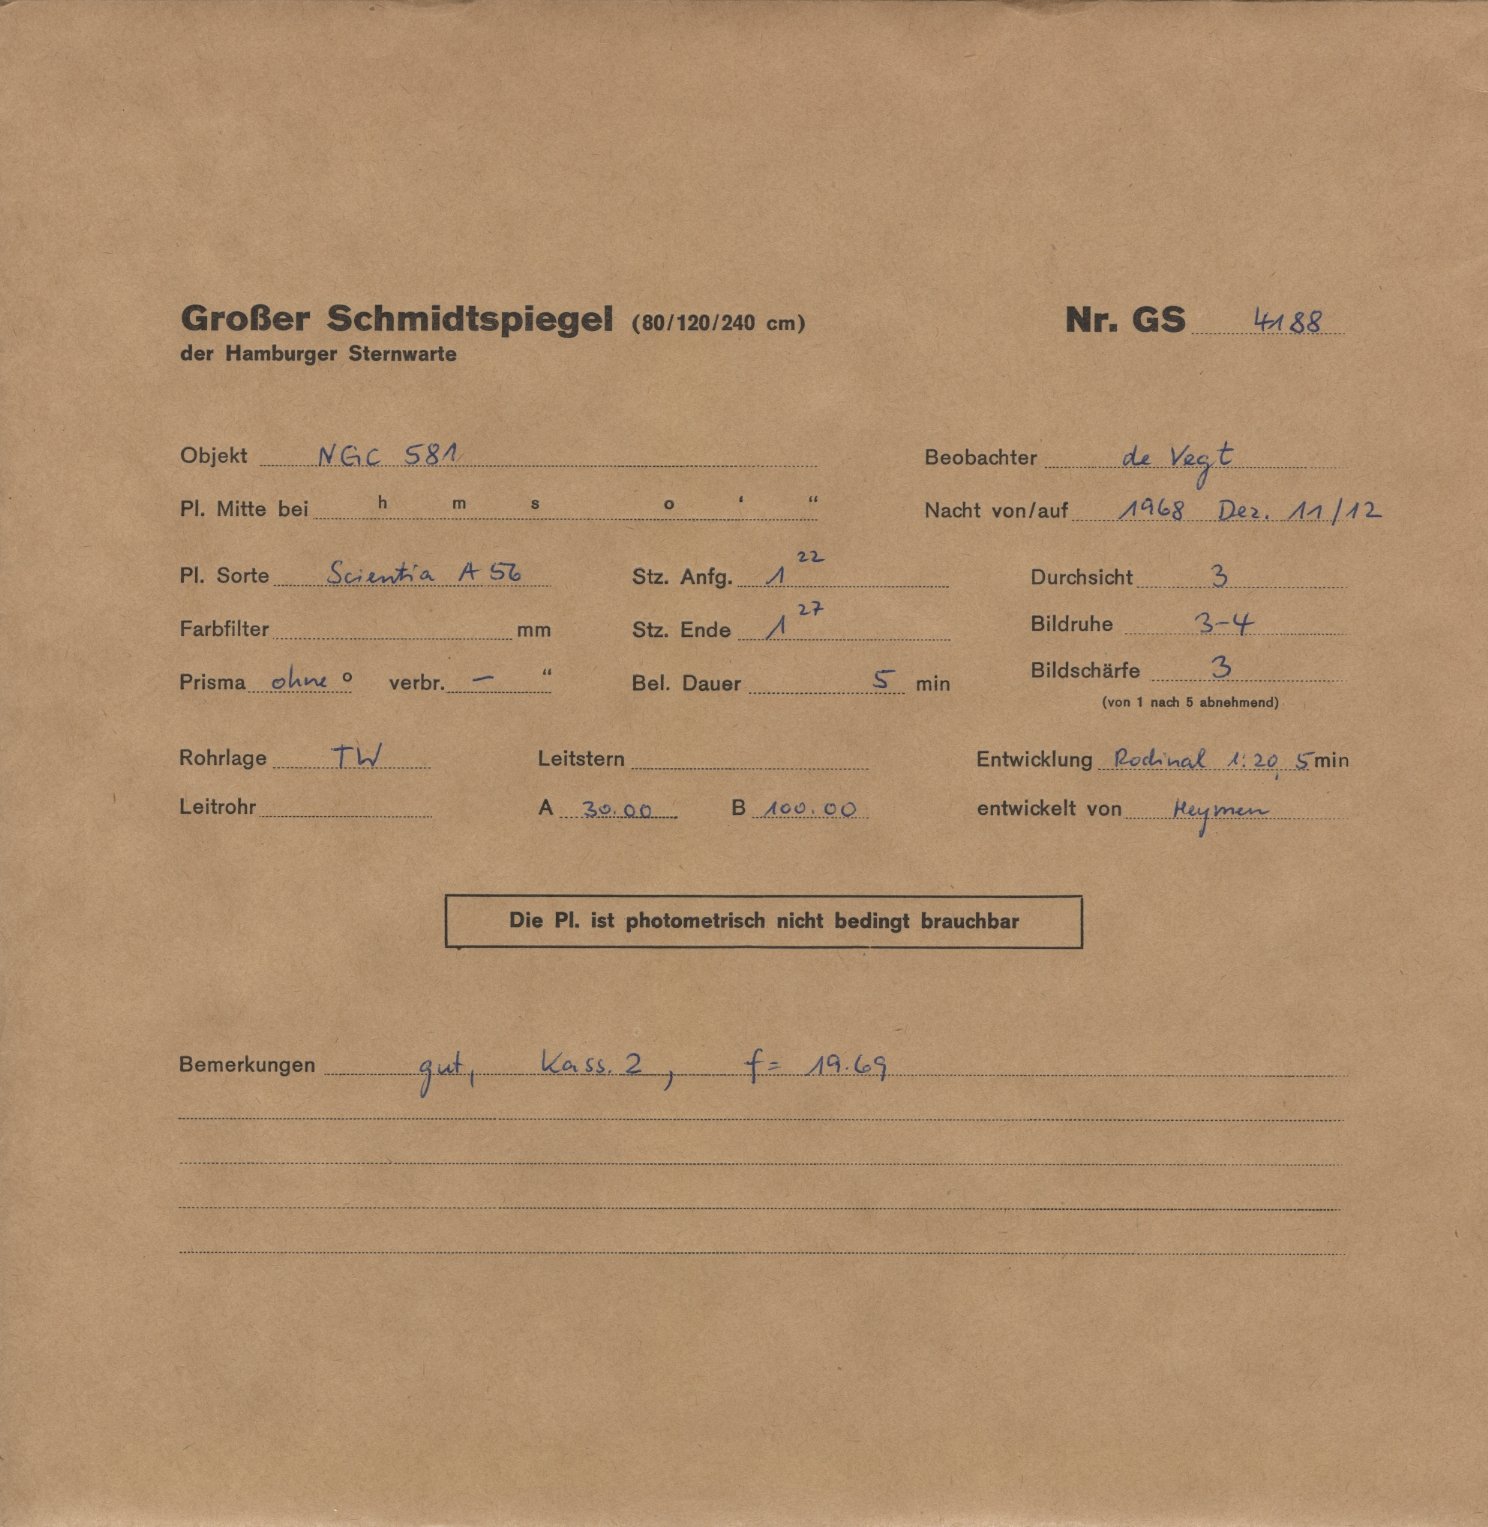 Großer Schmidtspiegel (80/120/240 cm) Nr. GS 4188
der Hamburger Sternwarte
Objekt NGC 581 Beobachter de Vegt
Pl. Mitte bei h m s o ‘ “ Nacht von/auf 1968 Dez. 11/12
Pl. Sorte Scientia A 56 Stz. Anfg. 1 22 Durchsicht 3
Farbfilter mm Stz. Ende 1 27 Bildruhe 3-4
Prisma ohne o verbr. – “ Bel. Dauer 5 min Bildschärfe 3
(von 1 nach 5 abnehmend)
Rohrlage TW Leitstern Entwicklung Rodinal 1:20, 5 min
Leitrohr A 30.00 B 100.00 entwickelt von Heymen
Die Pl. ist photometrisch nicht bedingt brauchbar
Bemerkungen gut, Kass. 2, f= 19.69